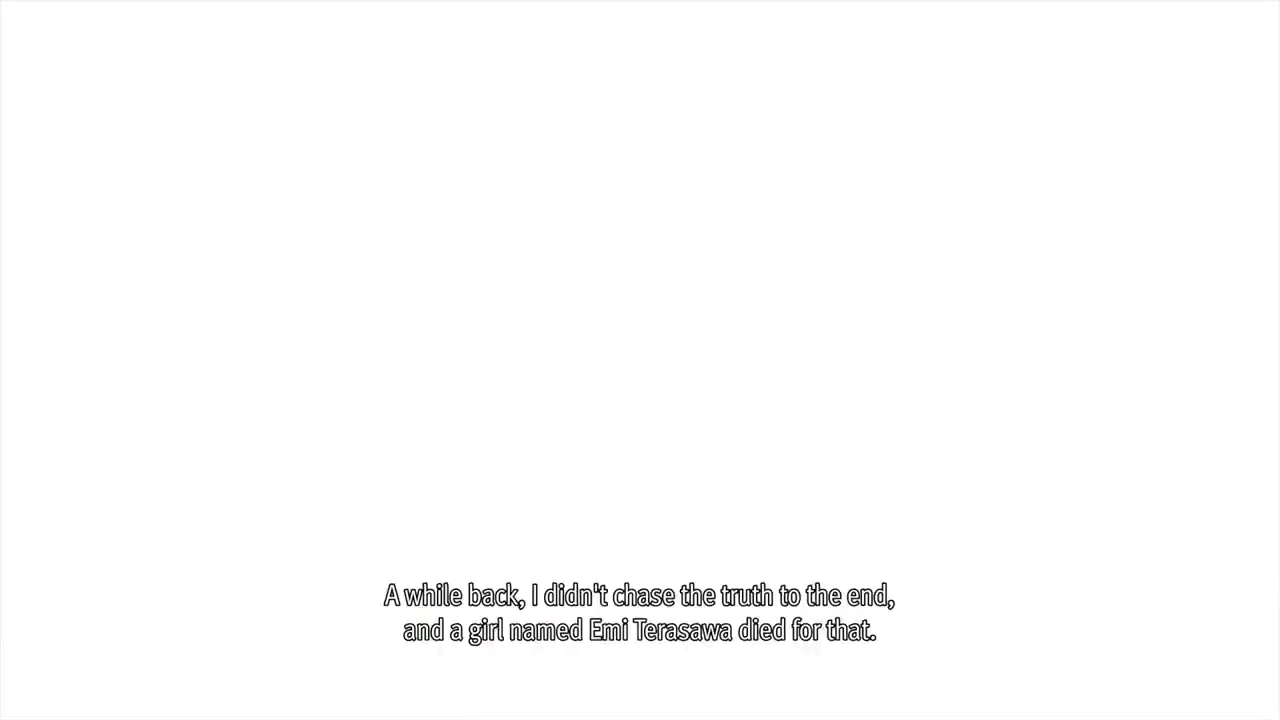 A while back, I didn't chase the truth to the end,
and a girl named Emi Terasawa died for that.